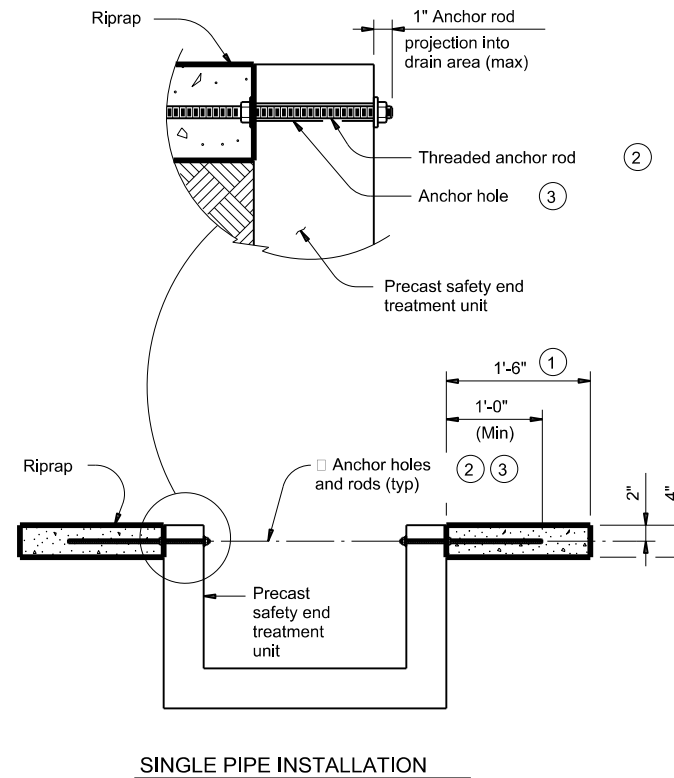 Riprap
1" Anchor rod
projection into
drain area (max)
Threaded anchor rod 2
Anchor hole 3
Precast safety end
treatment unit
1'-6" 1
1'-0"
(Min)
Riprap
□ Anchor holes
and rods (typ)
2 3
2"
4"
Precast
safety end
treatment
unit
SINGLE PIPE INSTALLATION